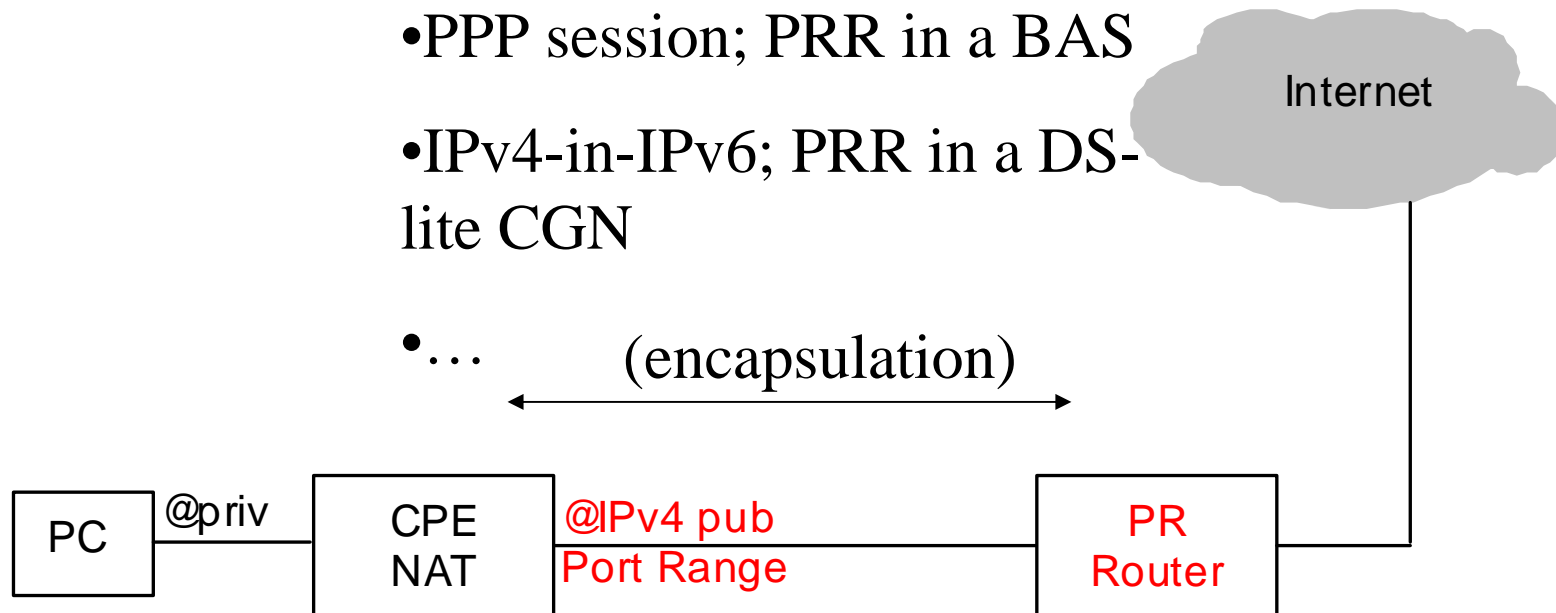 •PPP session; PRR in a BAS
Internet
•IPv4-in-IPv6; PRR in a DS-
lite CGN
•…
(encapsulation)
PC
@priv
CPE
NAT
@IPv4 pub
Port Range
PR
Router